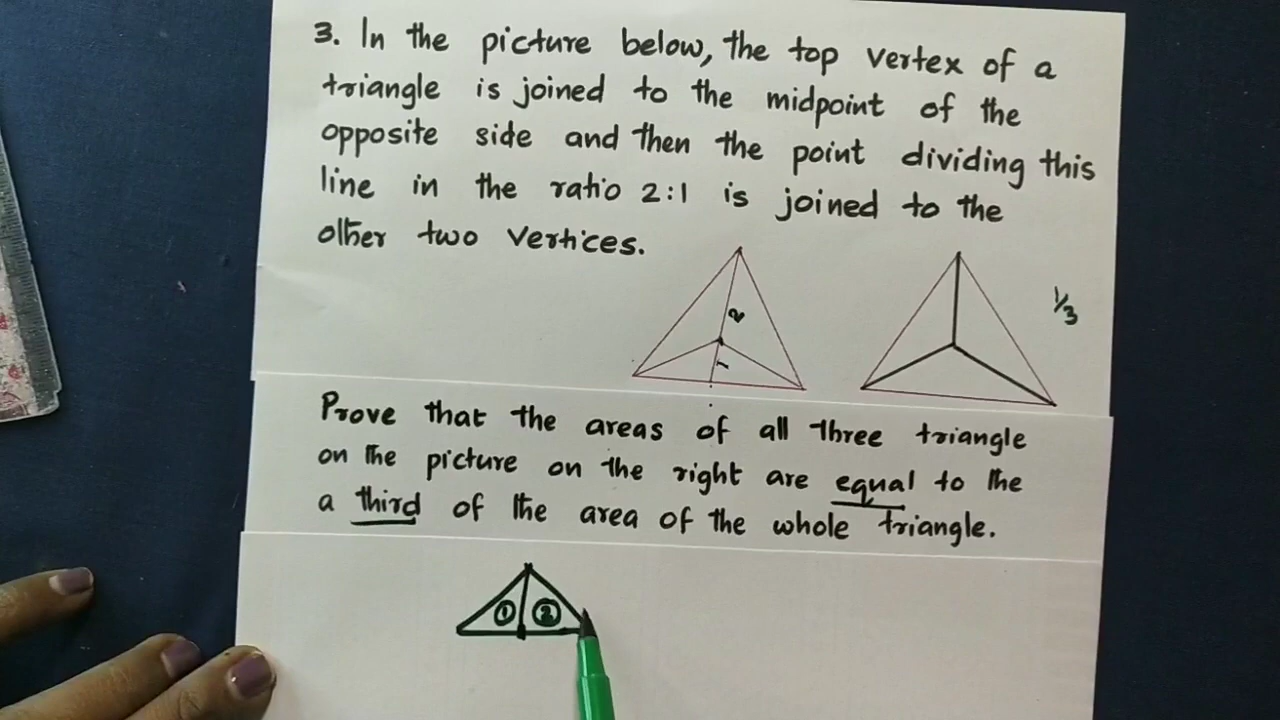 3. In the picture below, the top vertex of a
triangle is joined to the midpoint of the
opposite side and then the point dividing this
line in the ratio 2:1 is joined to the
other two vertices.
2
1
1/3
Prove that the areas of all three triangle
on the picture on the right are equal to the
a third of the area of the whole triangle.
① ②